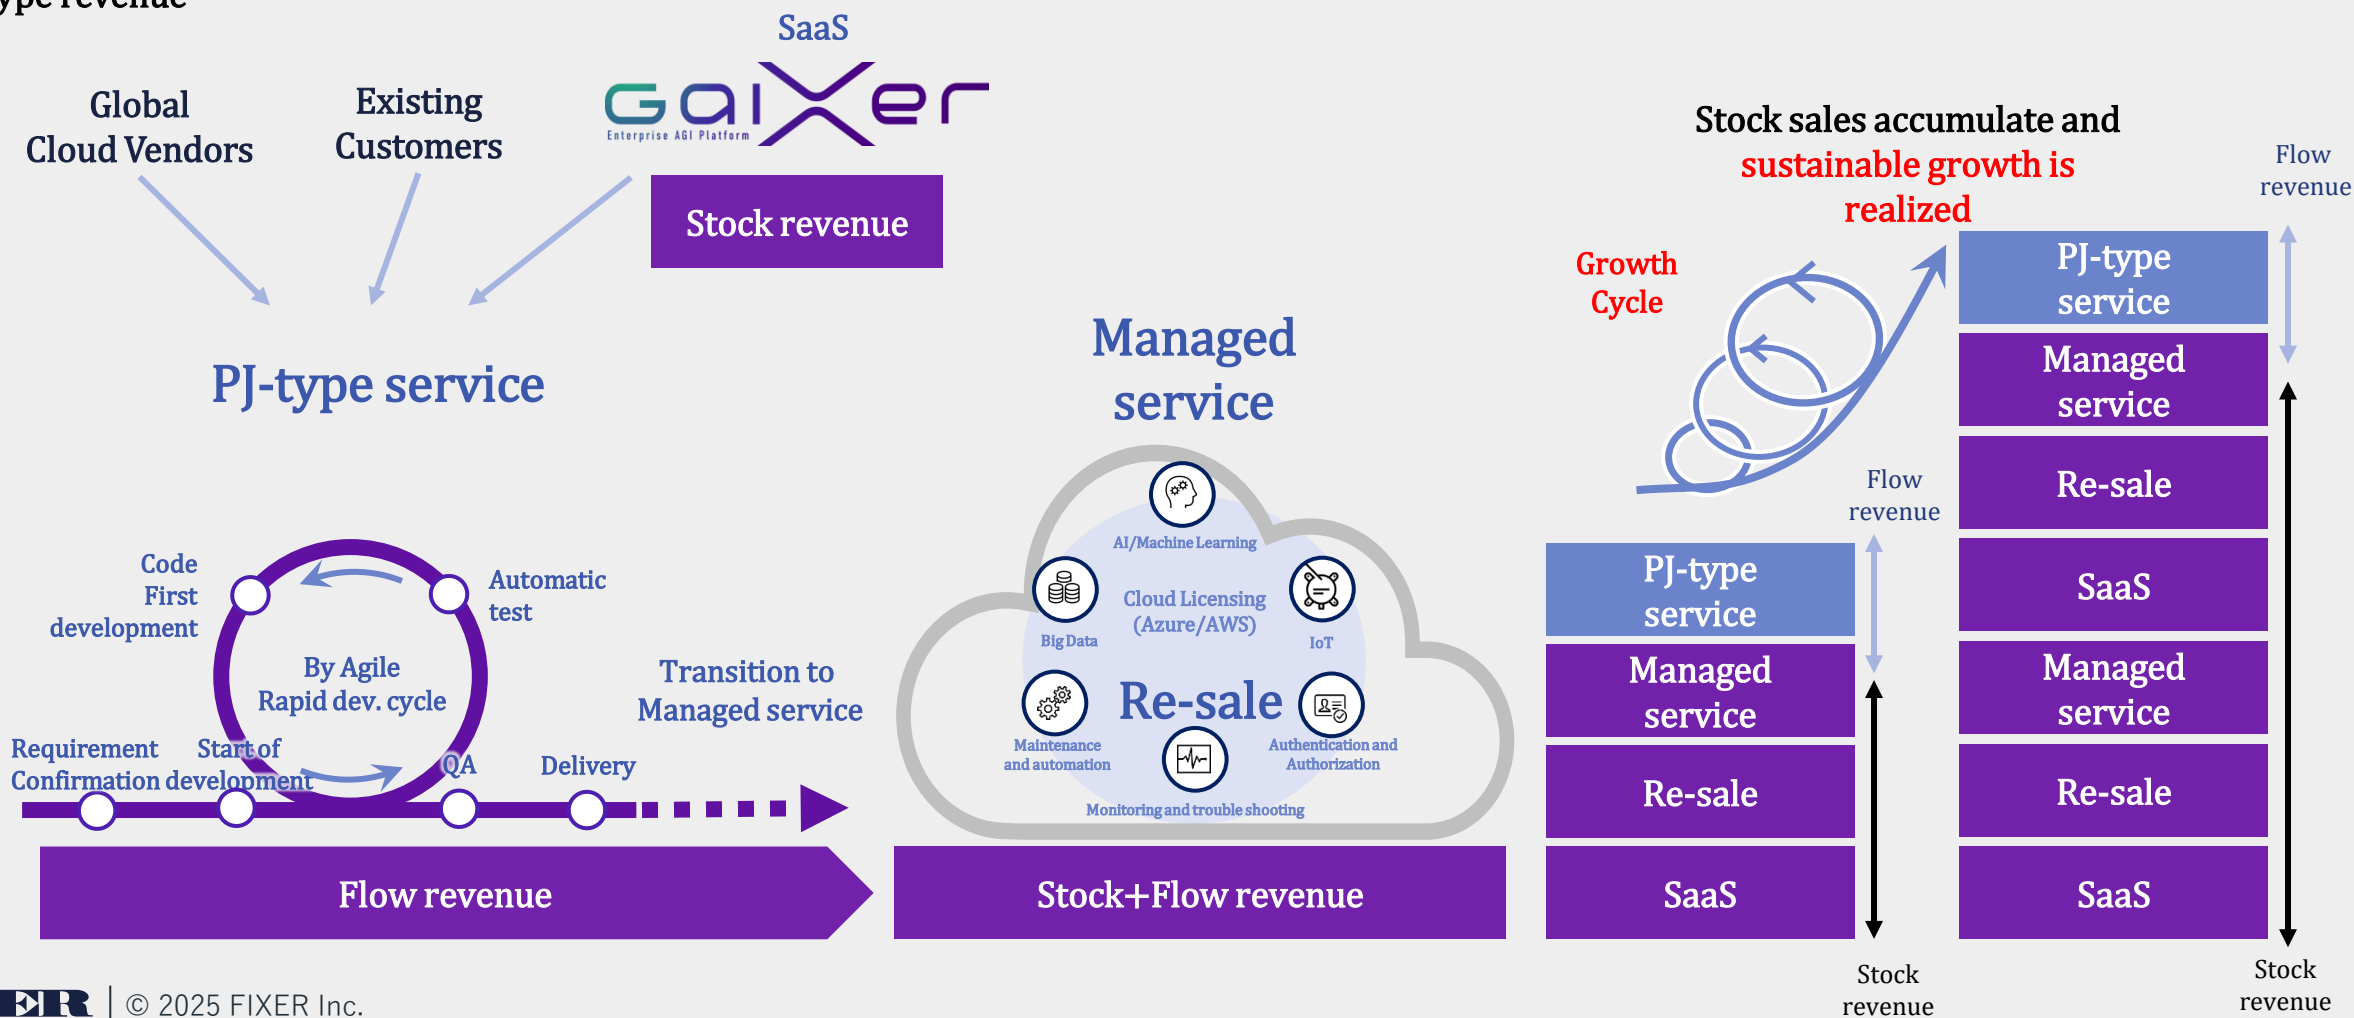 revenue
SaaS
GaiXer
Enterprise AGI Platform
Global
Cloud Vendors
Existing
Customers
Stock revenue
PJ-type service
Code
First
development
Automatic
test
By Agile
Rapid dev. cycle
Requirement
Confirmation
Start of
development
QA
Delivery
Transition to
Managed service
Flow revenue
Managed
service
AI/Machine Learning
Big Data
Cloud Licensing
(Azure/AWS)
IoT
Re-sale
Maintenance
and automation
Authentication and
Authorization
Monitoring and trouble shooting
Stock+Flow revenue
Stock sales accumulate and
sustainable growth is
realized
Growth
Cycle
Flow
revenue
PJ-type
service
Managed
service
Re-sale
SaaS
Stock
revenue
Flow
revenue
PJ-type
service
Managed
service
Re-sale
SaaS
Managed
service
Re-sale
SaaS
Stock
revenue
© 2025 FIXER Inc.